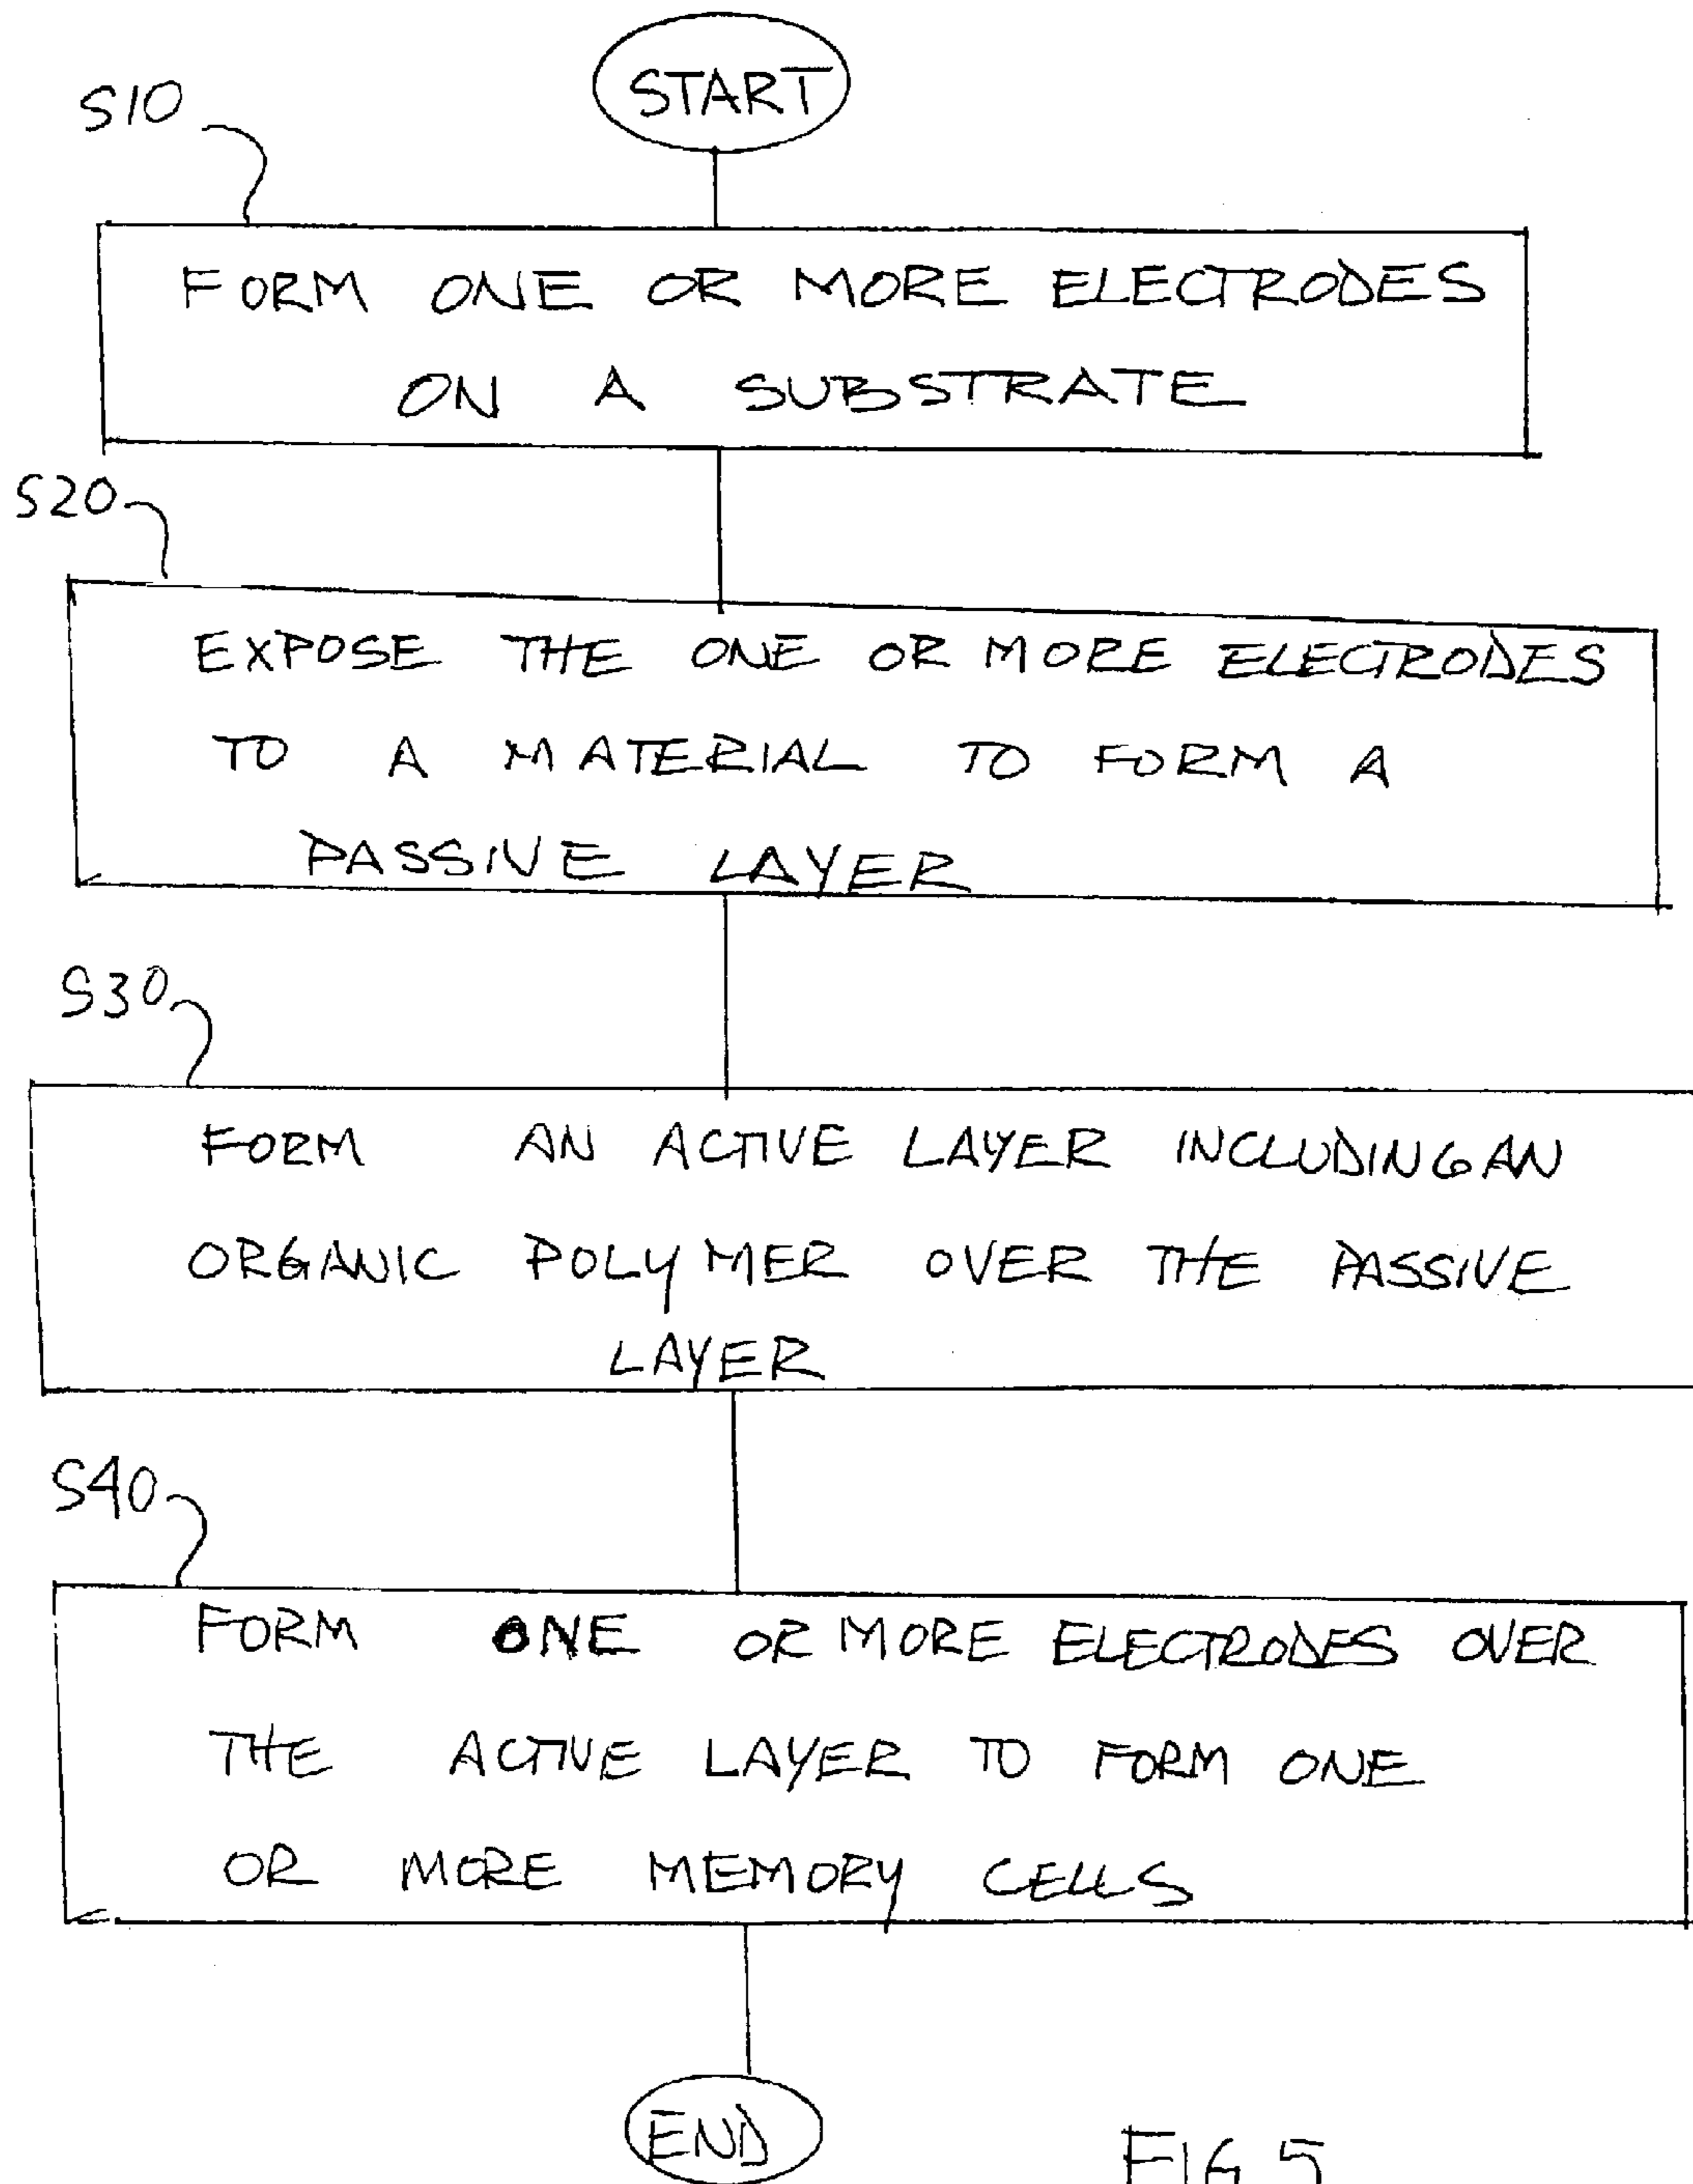 START
S10
FORM ONE OR MORE ELECTRODES
ON A SUBSTRATE
S20
EXPOSE THE ONE OR MORE ELECTRODES
TO A MATERIAL TO FORM A
PASSIVE LAYER
S30
FORM AN ACTIVE LAYER INCLUDING AN
ORGANIC POLYMER OVER THE PASSIVE
LAYER
S40
FORM ONE OR MORE ELECTRODES OVER
THE ACTIVE LAYER TO FORM ONE
OR MORE MEMORY CELLS
END
FIG 5